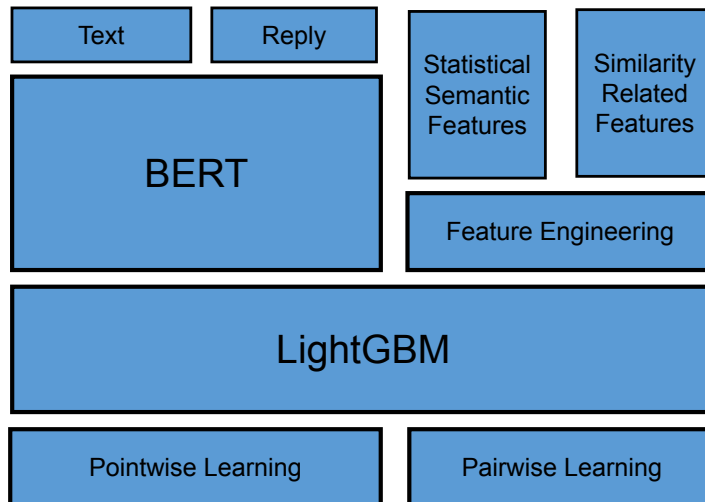 Text
Reply
Statistical
Semantic
Features
Similarity
Related
Features
BERT
Feature Engineering
LightGBM
Pointwise Learning
Pairwise Learning